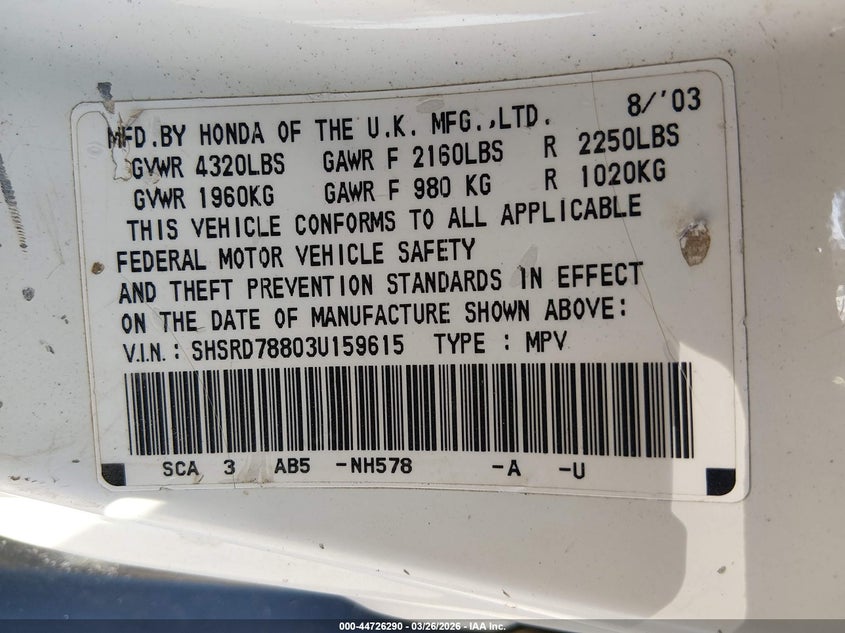 8/'03
MFD.BY HONDA OF THE U.K. MFG.,LTD.
GVWR 4320LBS GAWR F 2160LBS R 2250LBS
GVWR 1960KG GAWR F 980 KG R 1020KG
THIS VEHICLE CONFORMS TO ALL APPLICABLE
FEDERAL MOTOR VEHICLE SAFETY
AND THEFT PREVENTION STANDARDS IN EFFECT
ON THE DATE OF MANUFACTURE SHOWN ABOVE:
V.I.N.: SHSRD78803U159615 TYPE : MPV
SCA 3 AB5 -NH578 -A -U
000-44726290 - 03/26/2026 - IAA Inc.